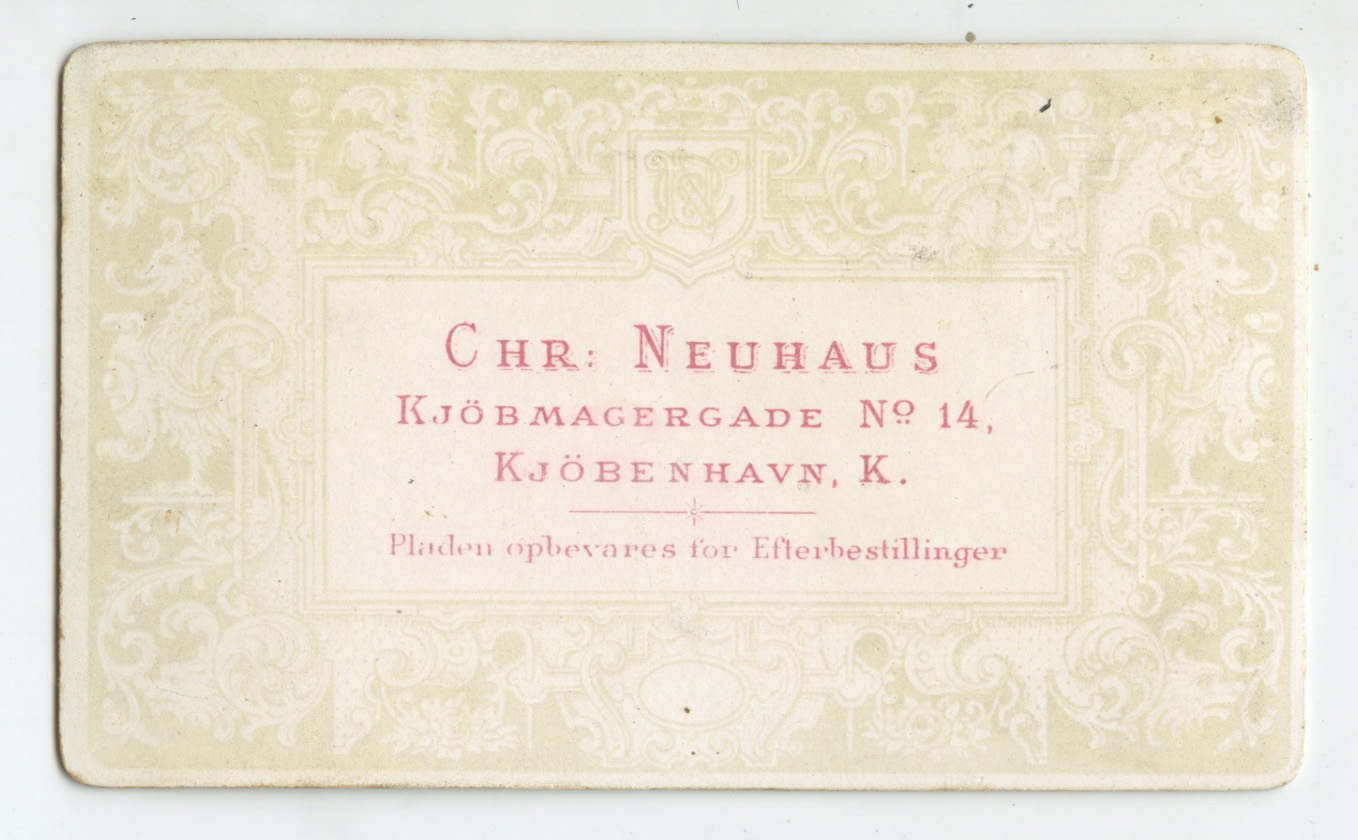 CHR: NEUHAUS
KJÖBMAGERGADE Nº 14,
KJÖBENHAVN, K.
Pladen opbevares for Efterbestillinger